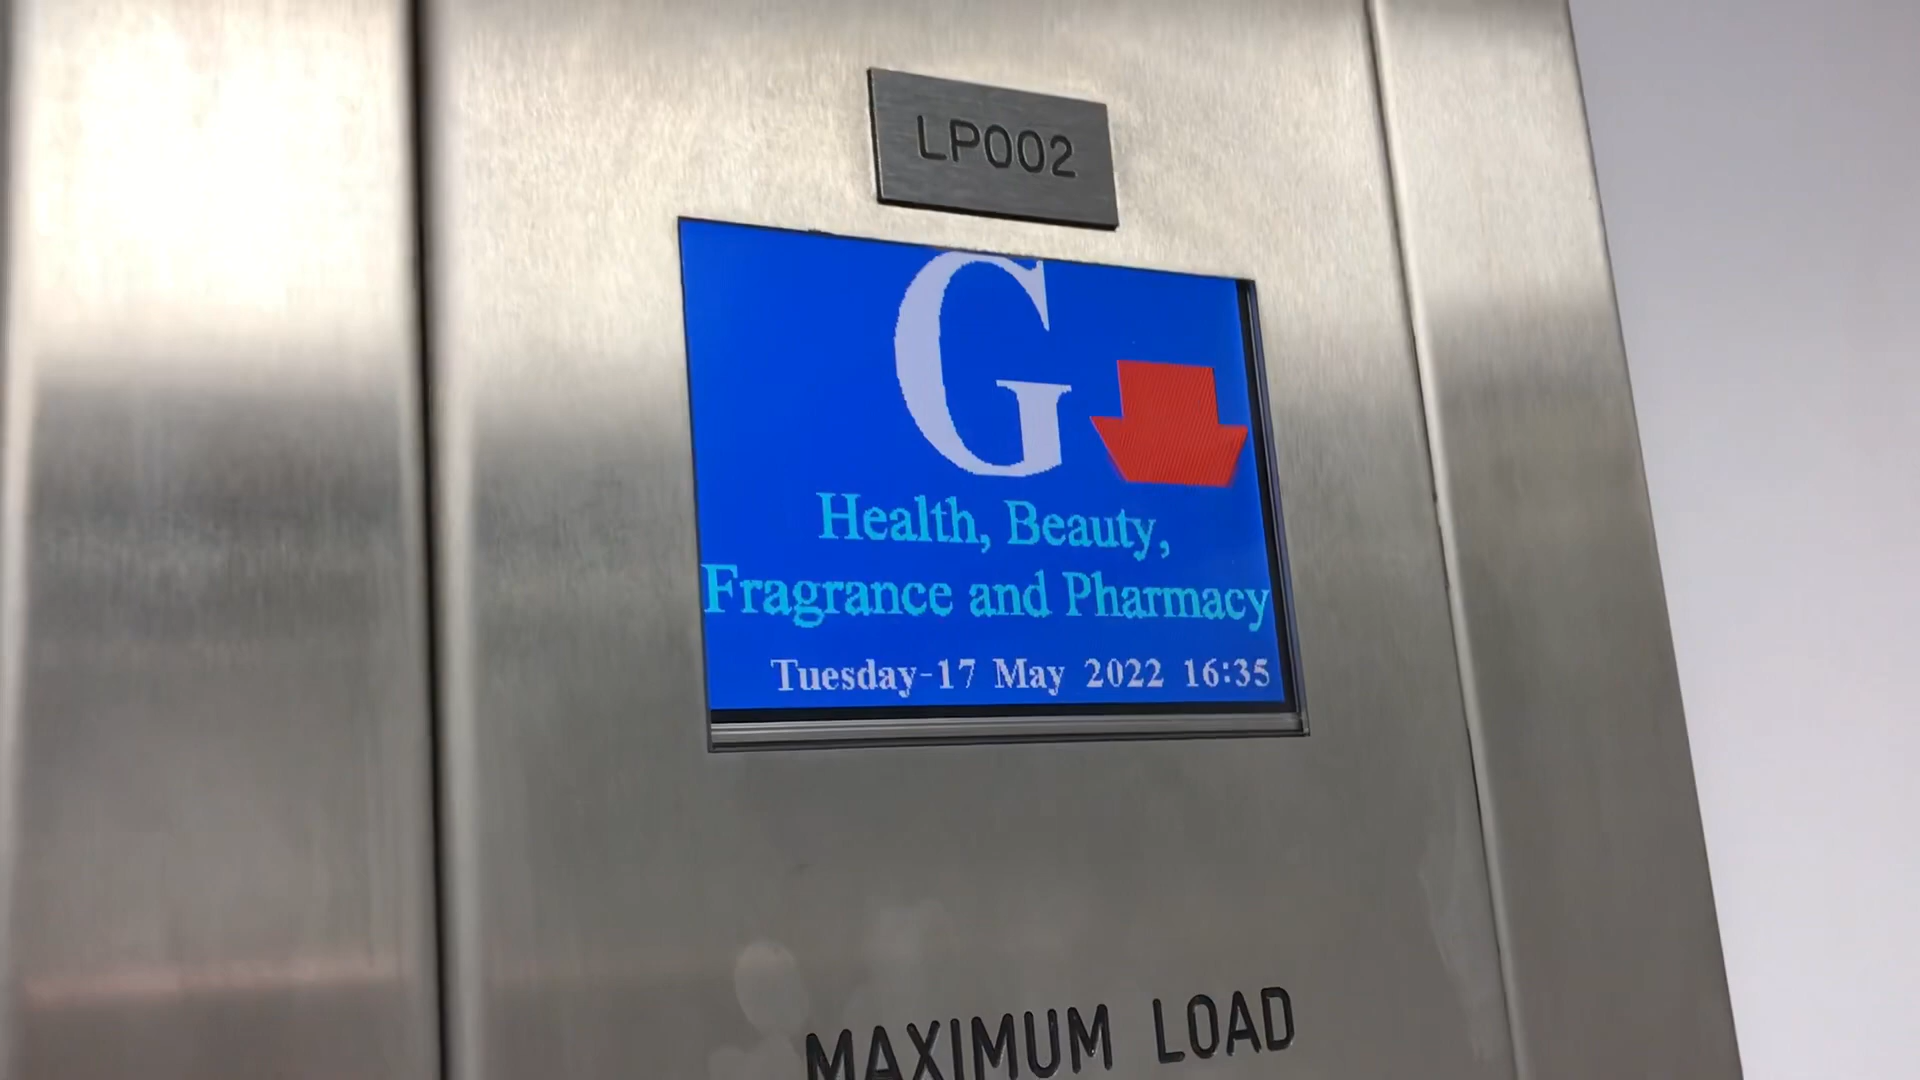 LP002
G
Health, Beauty,
Fragrance and Pharmacy
Tuesday-17 May 2022 16:35
MAXIMUM LOAD